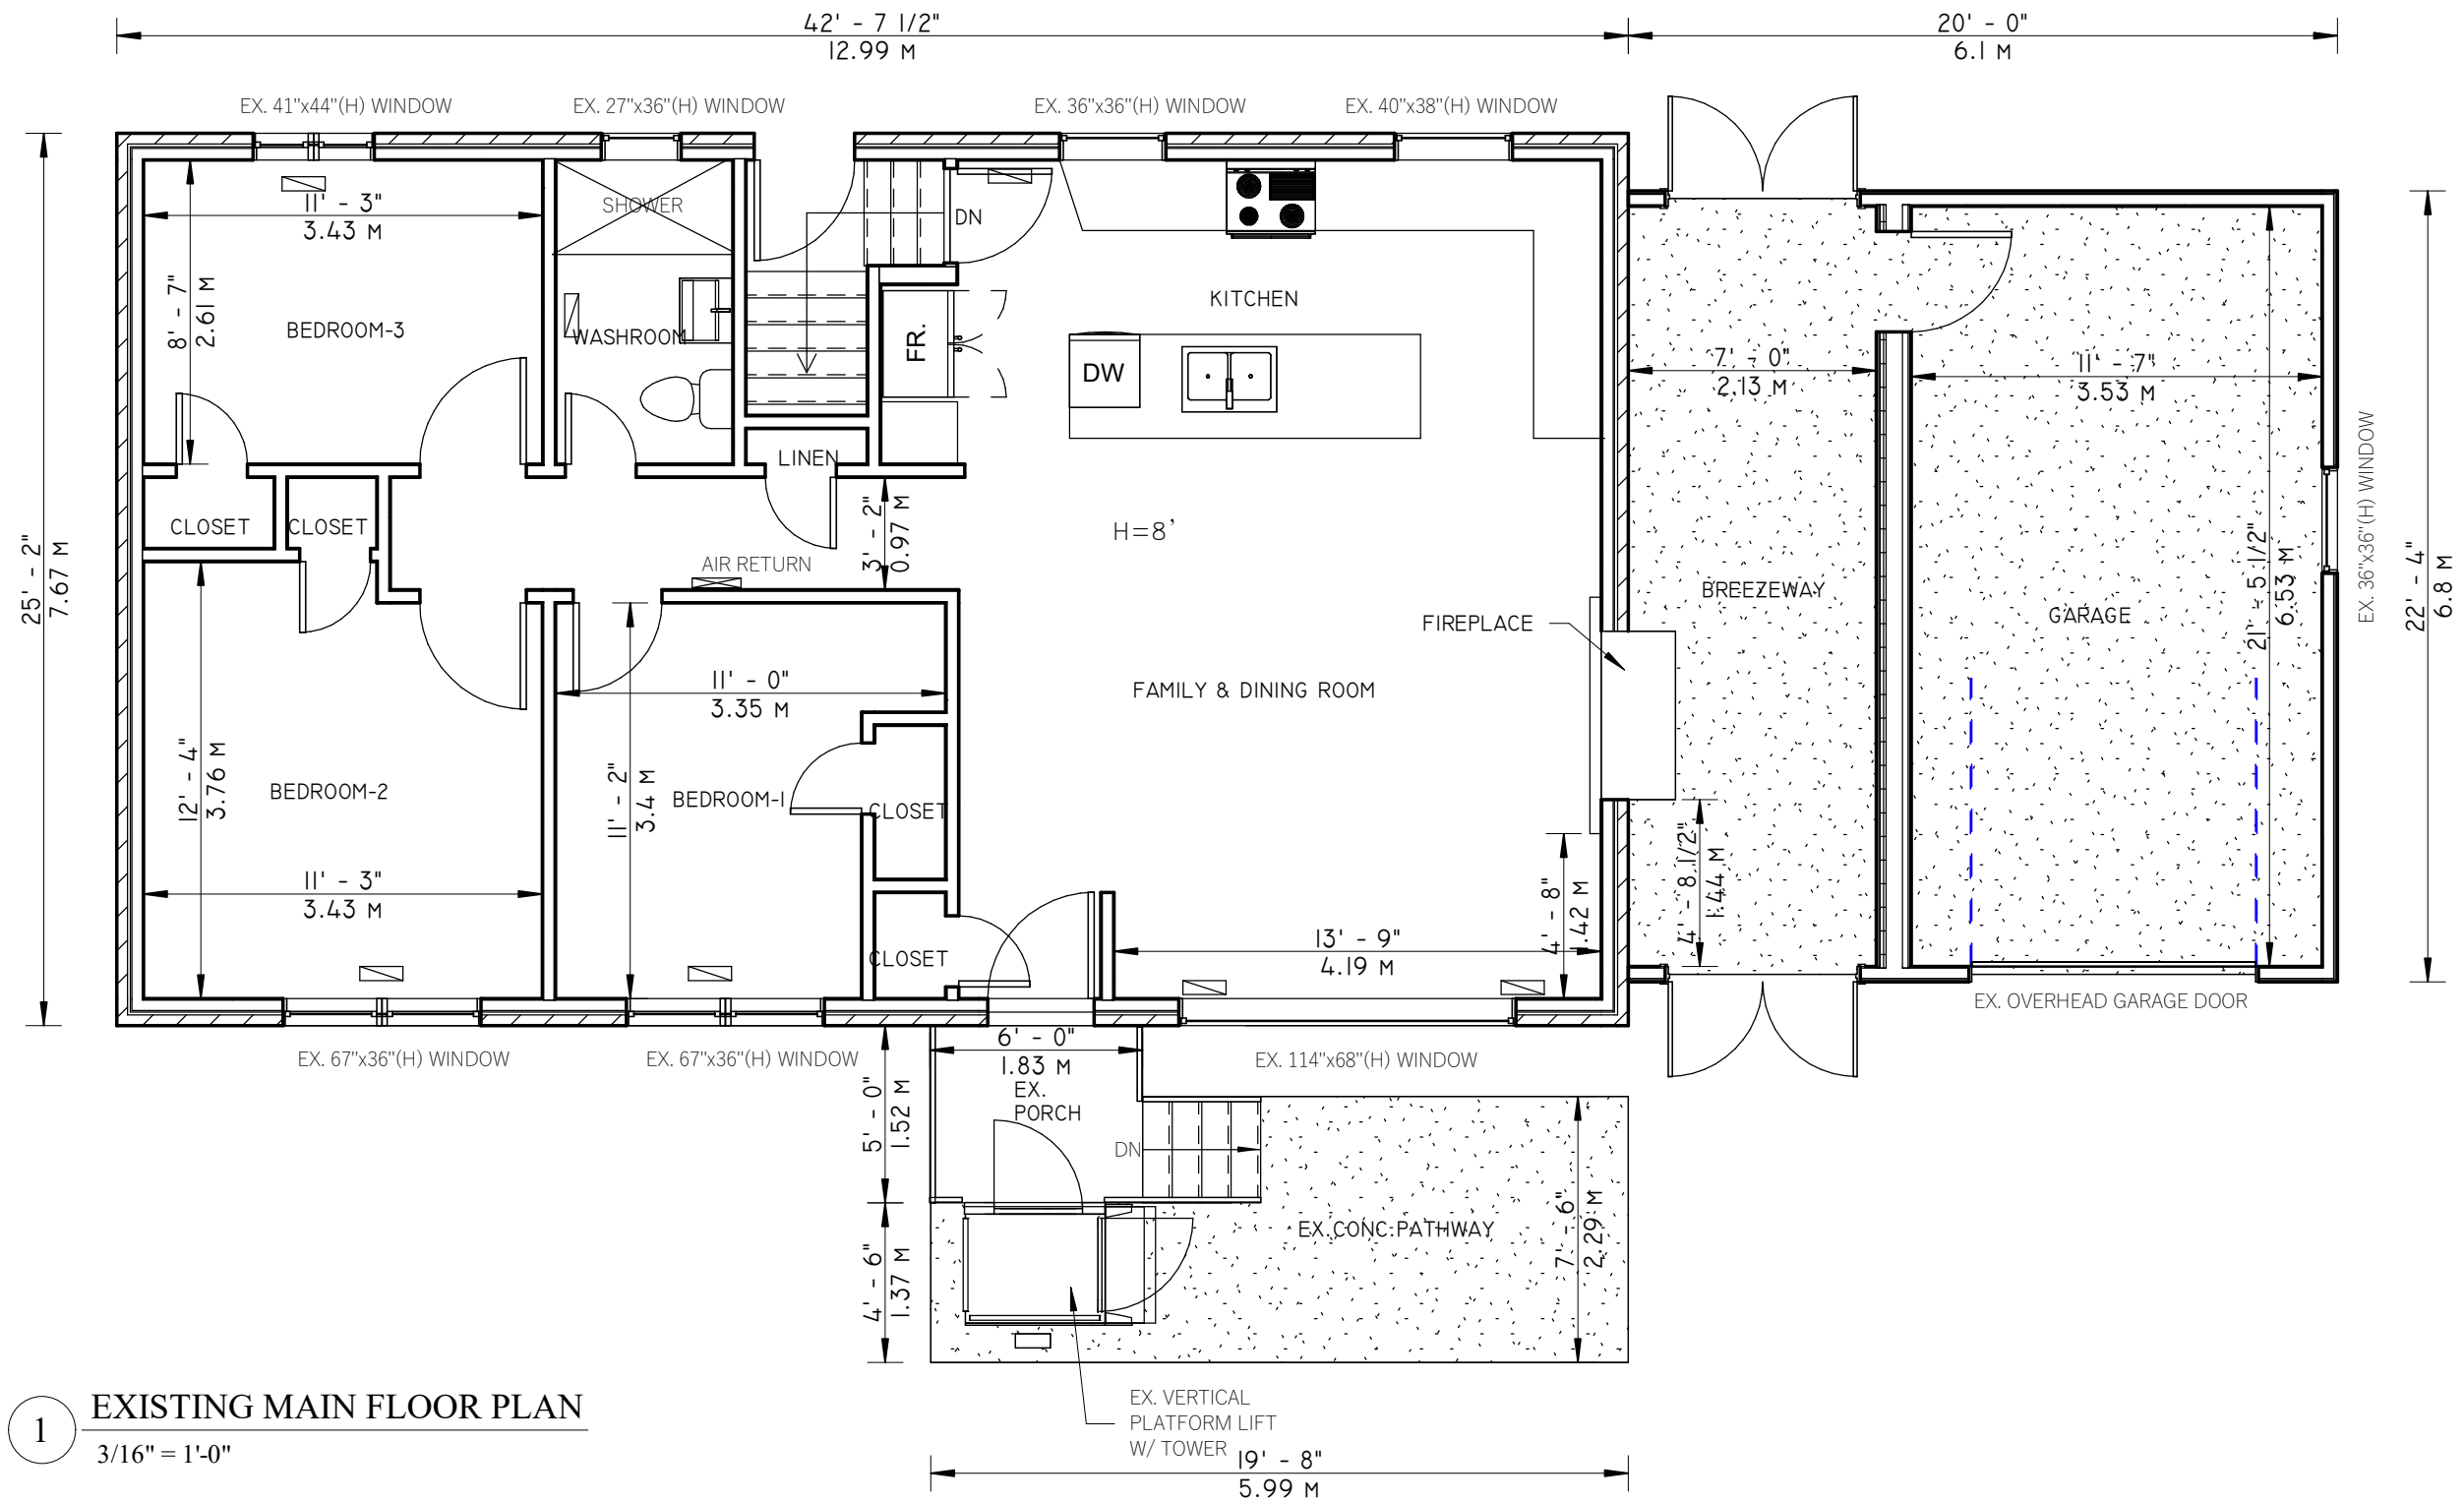 42' - 7 1/2"
12.99 M
20' - 0"
6.1 M
EX. 41"x44"(H) WINDOW
EX. 27"x36"(H) WINDOW
EX. 36"x36"(H) WINDOW
EX. 40"x38"(H) WINDOW
11' - 3"
3.43 M
SHOWER
DN
8' - 7"
2.61 M
BEDROOM-3
WASHROOM
FR.
KITCHEN
DW
7' - 0"
2.13 M
11' - 7"
3.53 M
LINEN
CLOSET
CLOSET
3' - 2"
0.97 M
H=8'
AIR RETURN
25' - 2"
7.67 M
BREEZEWAY
GARAGE
21' - 5 1/2"
6.53 M
EX. 36"x36"(H) WINDOW
22' - 4"
6.8 M
FIREPLACE
11' - 0"
3.35 M
FAMILY & DINING ROOM
12' - 4"
3.76 M
BEDROOM-2
11' - 2"
3.4 M
BEDROOM-1
CLOSET
11' - 3"
3.43 M
4' - 8"
1.42 M
4' - 8 1/2"
1.44 M
CLOSET
13' - 9"
4.19 M
EX. OVERHEAD GARAGE DOOR
EX. 67"x36"(H) WINDOW
EX. 67"x36"(H) WINDOW
6' - 0"
1.83 M
EX. 114"x68"(H) WINDOW
EX.
PORCH
5' - 0"
1.52 M
DN
EX.CONC.PATHWAY
7' - 6"
2.29 M
4' - 6"
1.37 M
EX. VERTICAL
PLATFORM LIFT
W/ TOWER
19' - 8"
5.99 M
1
EXISTING MAIN FLOOR PLAN
3/16" = 1'-0"